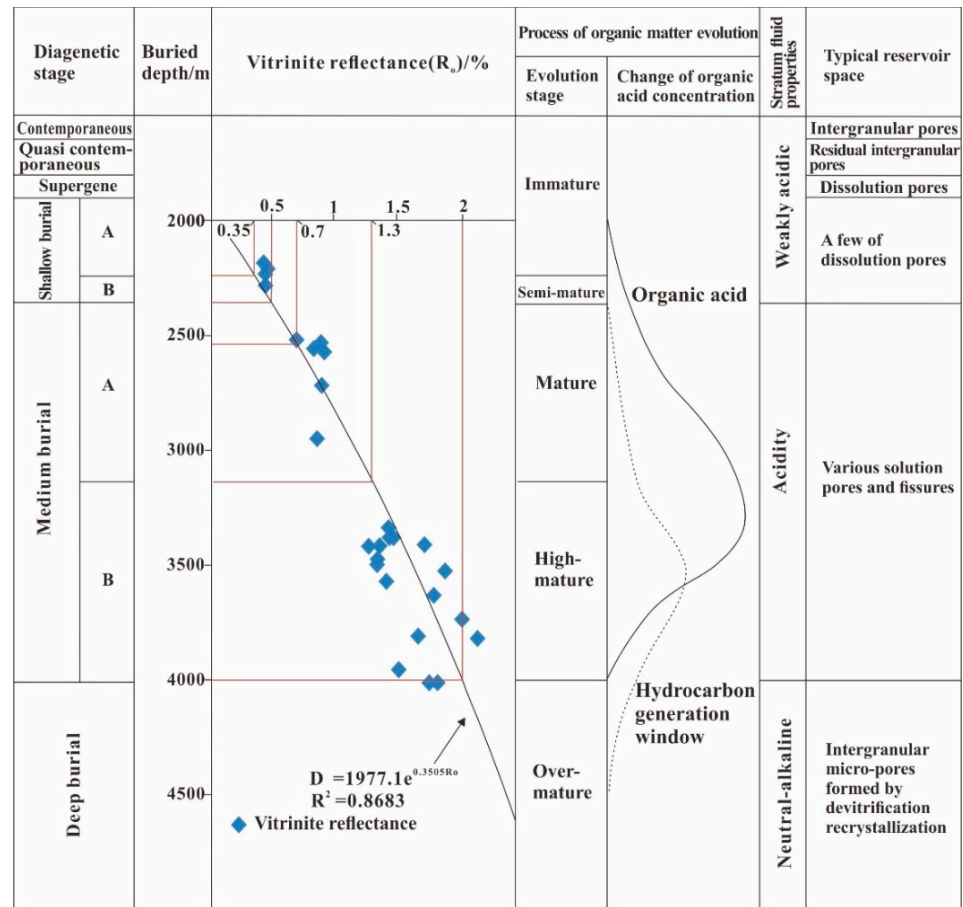 Diagenetic
stage
Buried
depth/m
Vitrinite reflectance(Ro)/%
Process of organic matter evolution
Evolution
stage
Change of organic
acid concentration
Stratum fluid
properties
Typical reservoir
space
Contemporaneous
Quasi contem-
poraneous
Supergene
Shallow burial
A
B
Medium burial
A
B
Deep burial
2000
2500
3000
3500
4000
4500
0.5
1
1.5
2
0.35
0.7
1.3
D =1977.1e^0.3505Ro
R²=0.8683
Vitrinite reflectance
Immature
Semi-mature
Mature
High-
mature
Over-
mature
Organic acid
Hydrocarbon
generation
window
Weakly acidic
Acidity
Neutral-alkaline
Intergranular pores
Residual intergranular
pores
Dissolution pores
A few of
dissolution pores
Various solution
pores and fissures
Intergranular
micro-pores
formed by
devitrification
recrystallization